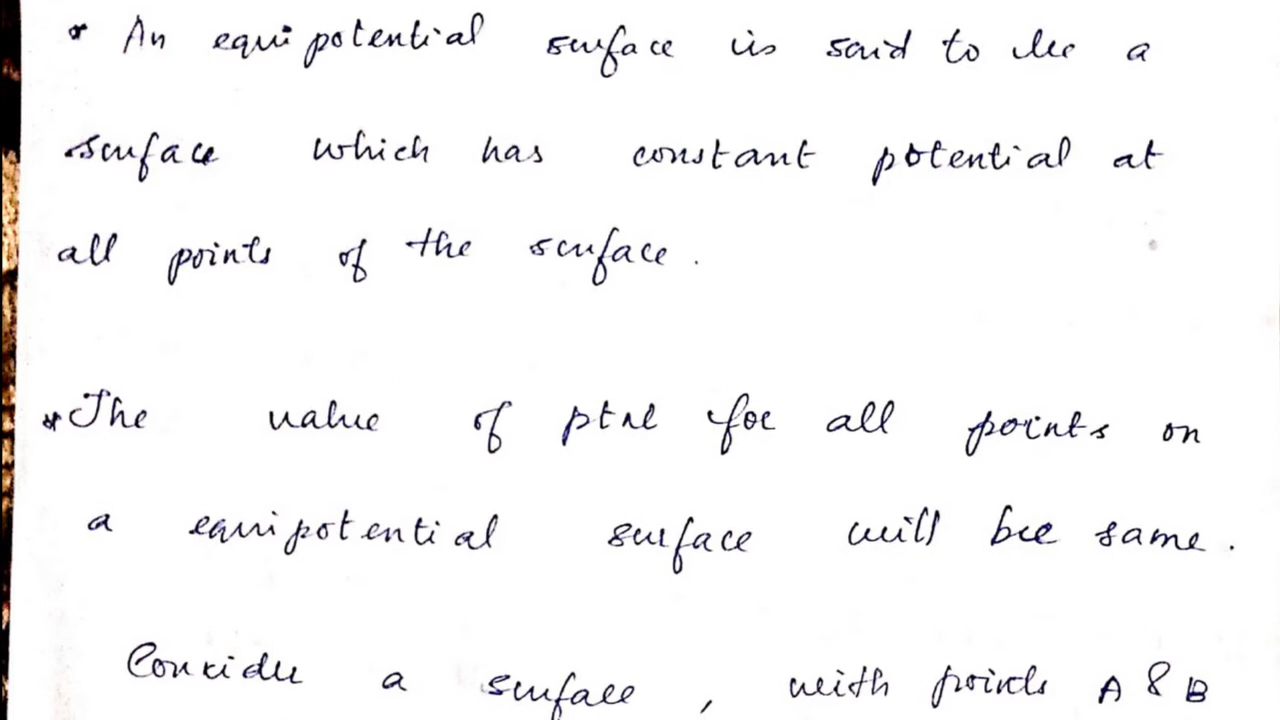 * An equipotential surface is said to be a
surface which has constant potential at
all points of the surface.
* The value of ptnl for all points on
a equipotential surface will be same.
Consider a surface, with points A & B